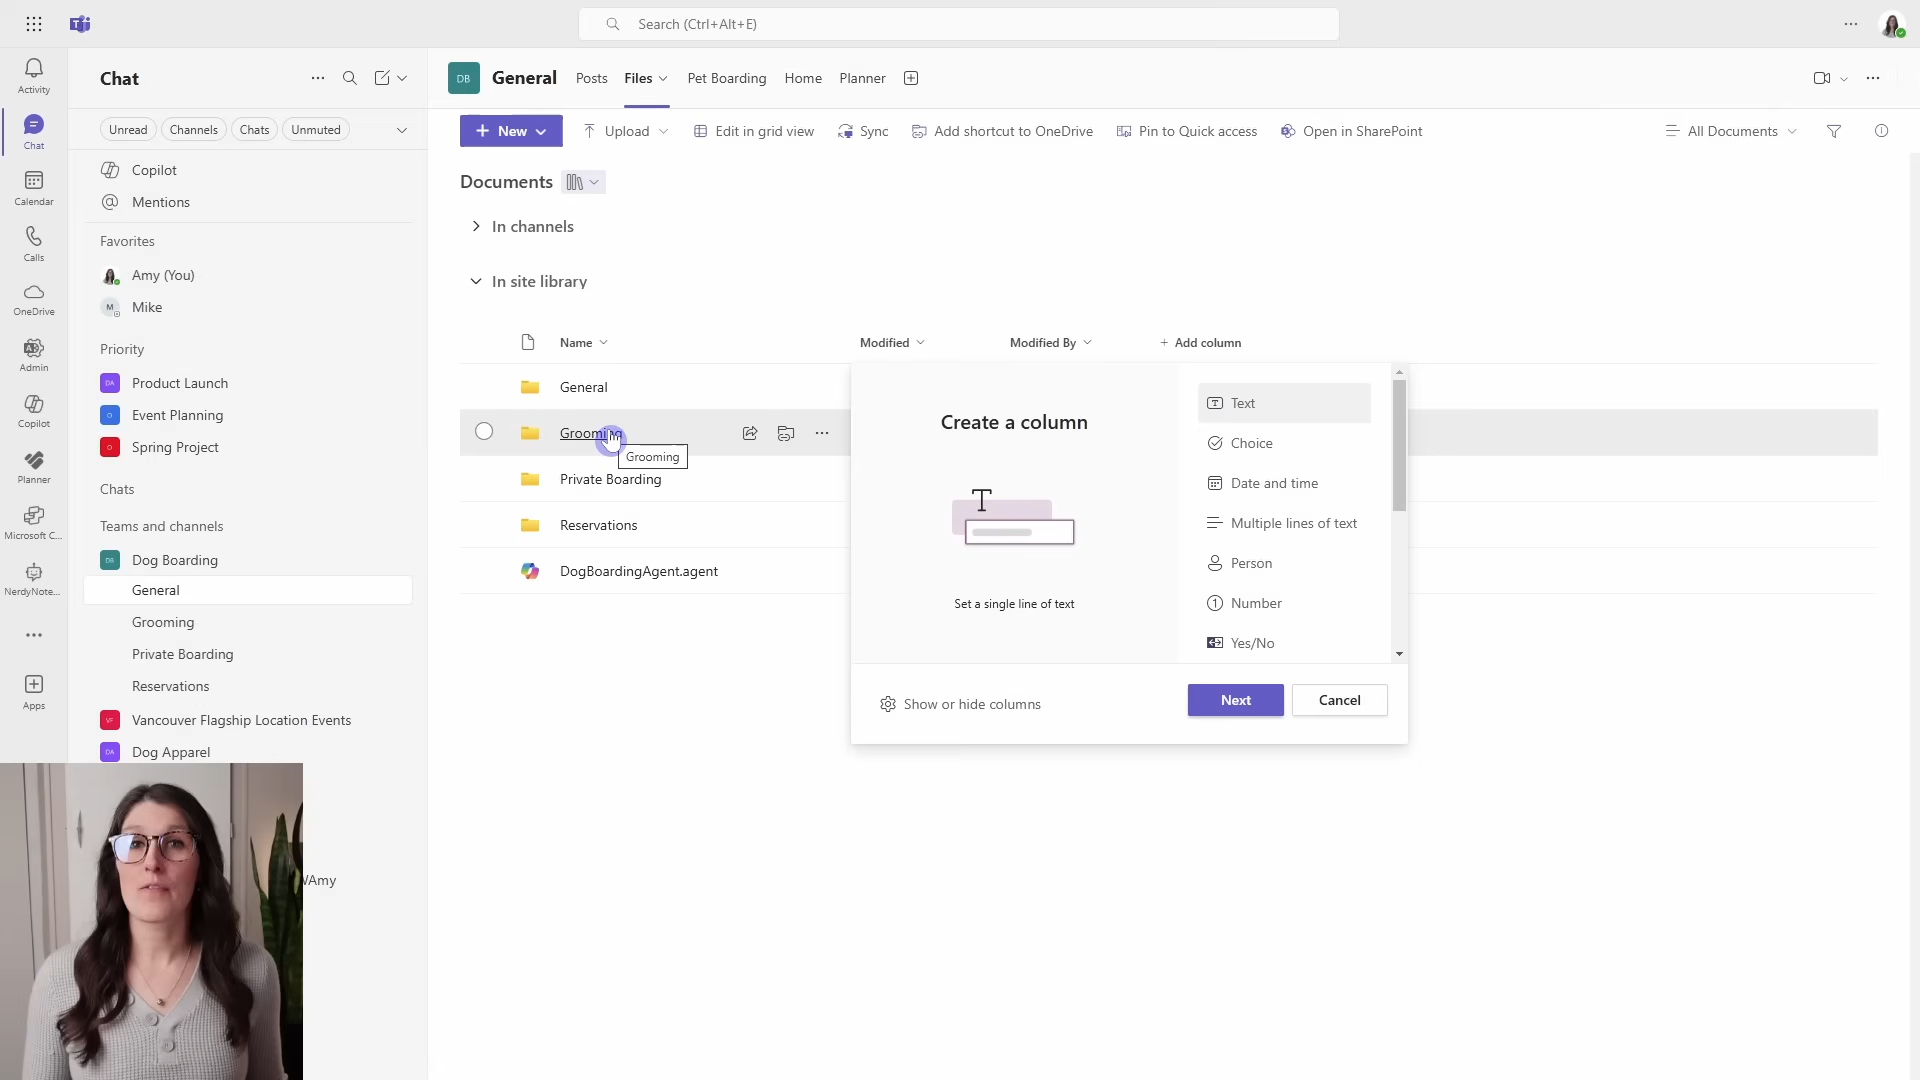 Search (Ctrl+Alt+E)
Activity
Chat
Calendar
Calls
OneDrive
Admin
Copilot
Planner
Microsoft C...
NerdyNote...
Apps
Chat
Unread
Channels
Chats
Unmuted
Copilot
Mentions
Favorites
Amy (You)
M
Mike
Priority
DA
Product Launch
O
Event Planning
O
Spring Project
Chats
Teams and channels
DB
Dog Boarding
General
Grooming
Private Boarding
Reservations
VF
Vancouver Flagship Location Events
DA
Dog Apparel
DB
General
Posts
Files
Pet Boarding
Home
Planner
New
Upload
Edit in grid view
Sync
Add shortcut to OneDrive
Pin to Quick access
Open in SharePoint
All Documents
Documents
In channels
In site library
Name
Modified
Modified By
Add column
General
Grooming
Grooming
Private Boarding
Reservations
DogBoardingAgent.agent
Create a column
T
Set a single line of text
Text
Choice
Date and time
Multiple lines of text
Person
Number
Yes/No
Show or hide columns
Next
Cancel